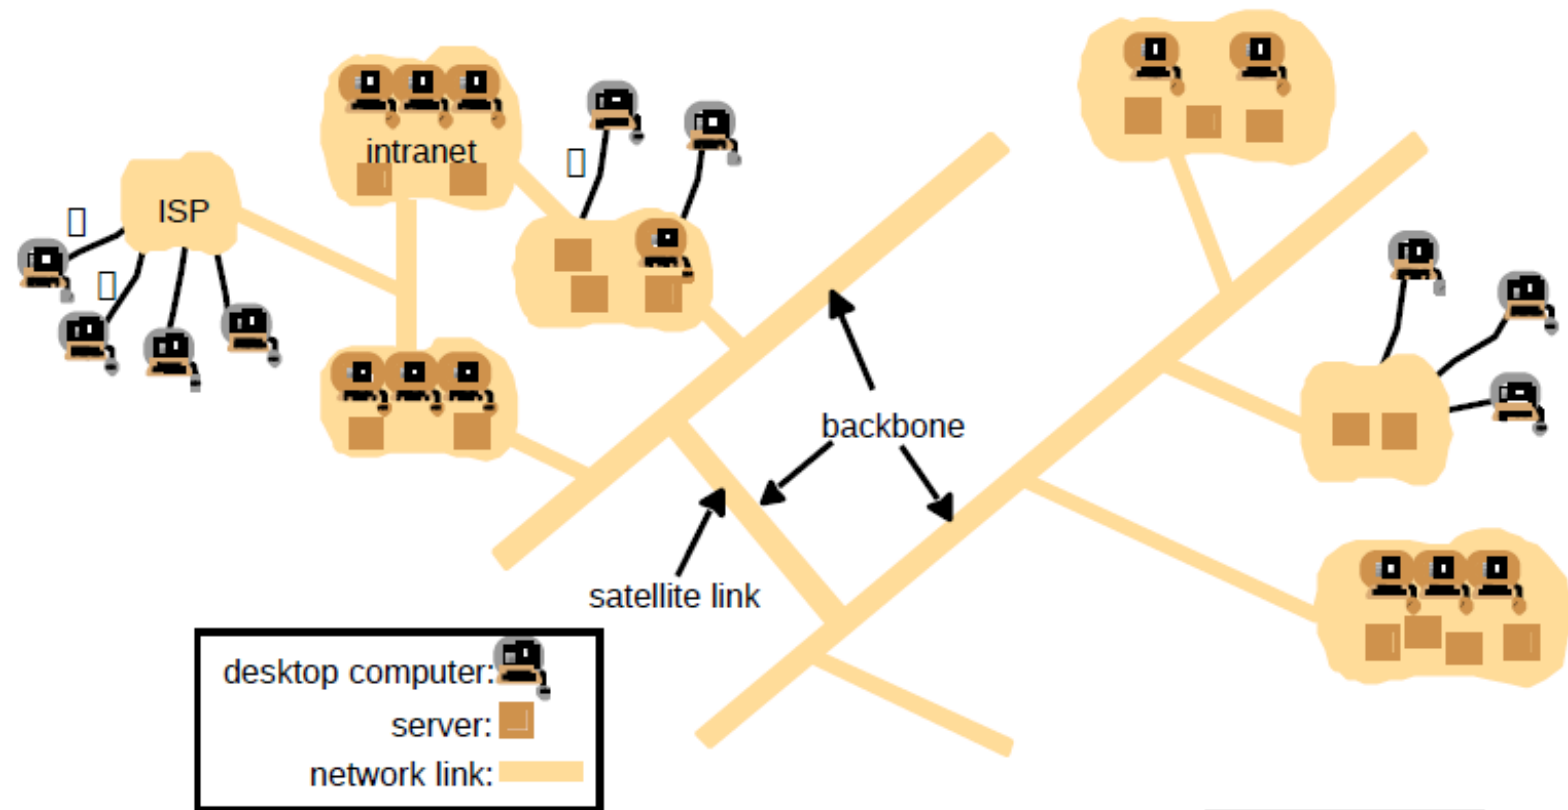 intranet
ISP
backbone
satellite link
desktop computer:
server:
network link: